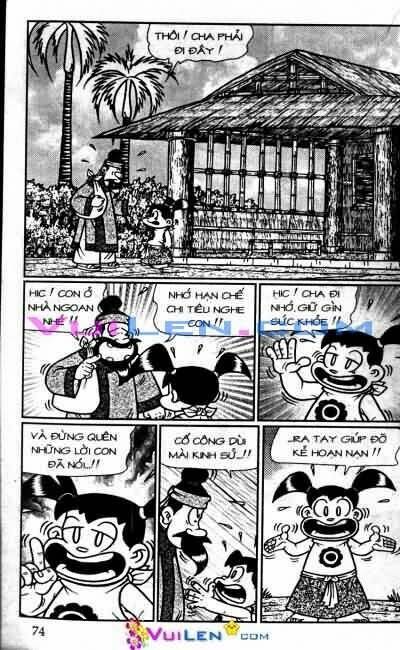 THÔI! CHA PHẢI
ĐI ĐÂY!
HIC! CON Ở
NHÀ NGOAN
NHÉ!!
NHỚ HẠN CHẾ
CHI TIÊU NGHE
CON!!
HIC! CHA ĐI
NHỚ GIỮ GÌN
SỨC KHỎE!!
VUILEN.COM
VÀ ĐỪNG QUÊN
NHỮNG LỜI CON
ĐÃ NÓI..!!
CỐ CÔNG DÙI
MÀI KINH SỬ..!!
...RA TAY GIÚP ĐỠ
KẺ HOẠN NẠN!!
74
VUILEN.COM